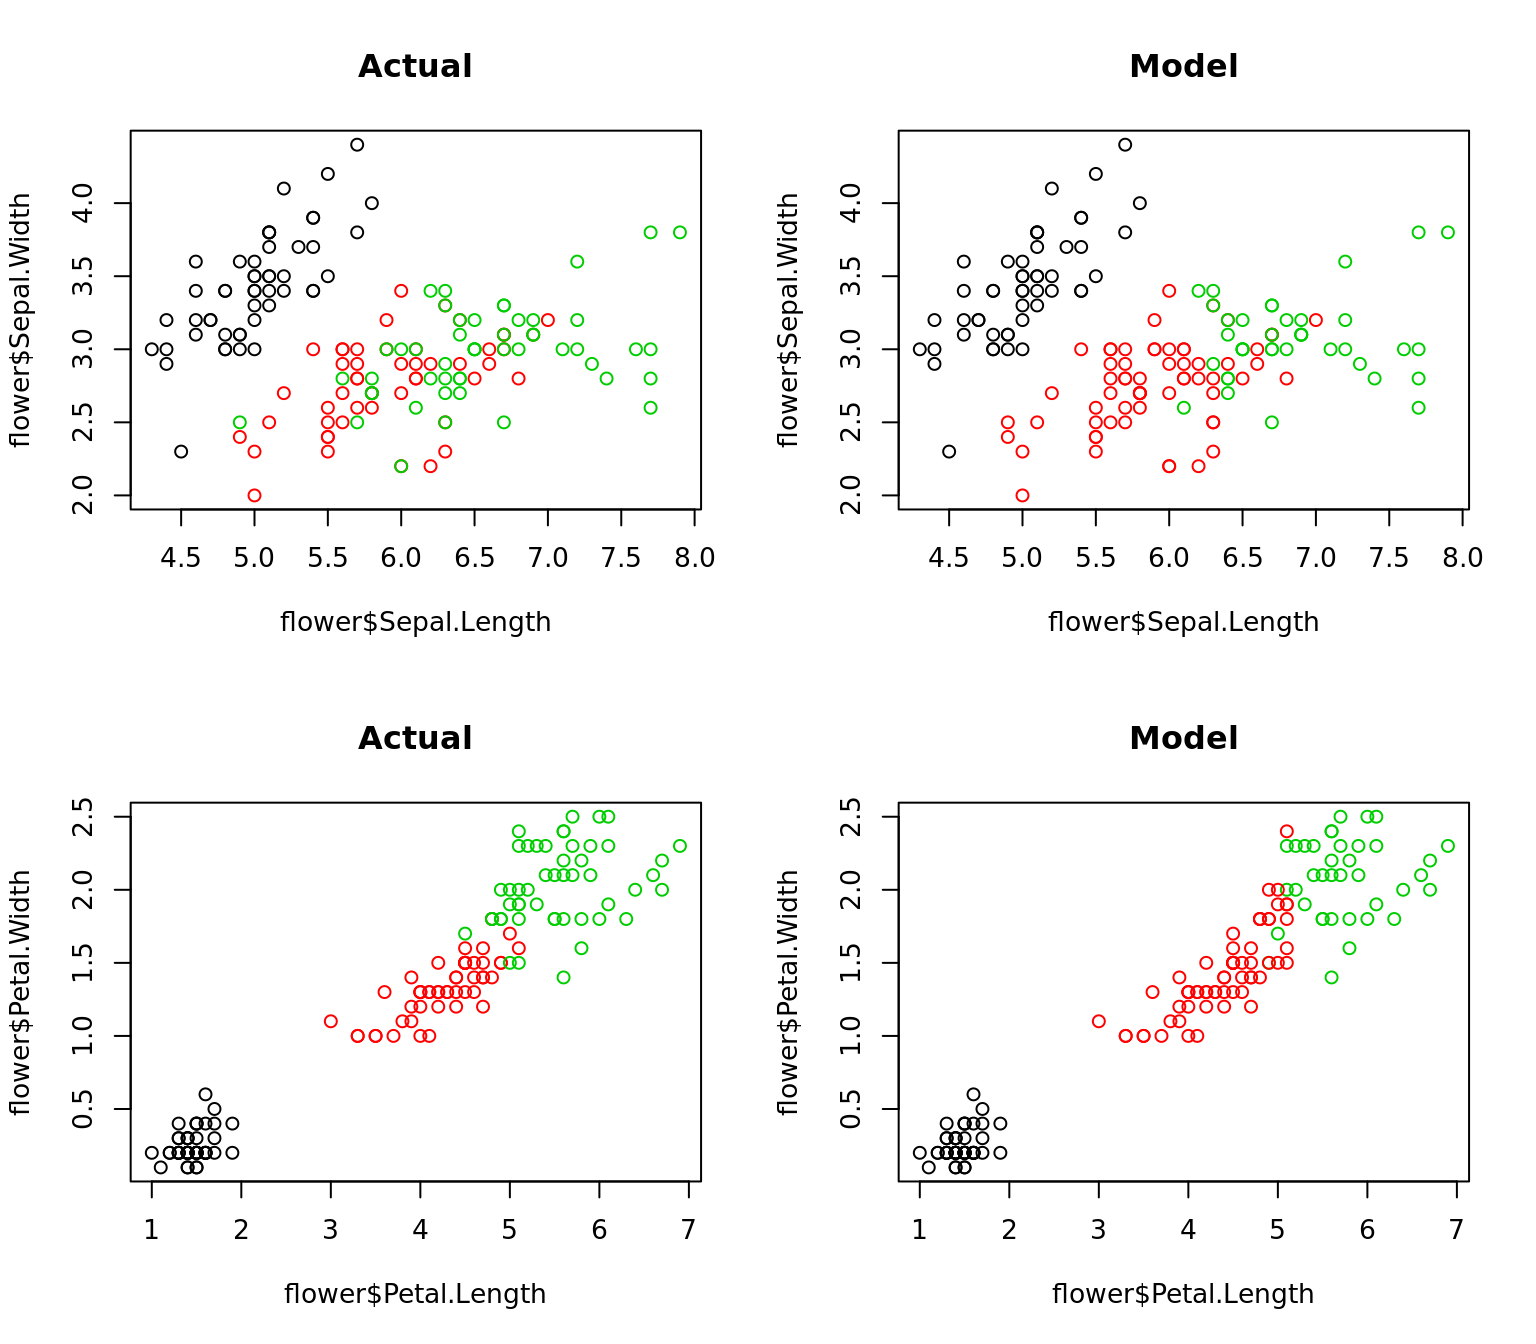 Actual
Model
flower$Sepal.Width
4.0
3.5
3.0
2.5
2.0
4.5 5.0 5.5 6.0 6.5 7.0 7.5 8.0
flower$Sepal.Length
flower$Sepal.Width
4.0
3.5
3.0
2.5
2.0
4.5 5.0 5.5 6.0 6.5 7.0 7.5 8.0
flower$Sepal.Length
Actual
Model
flower$Petal.Width
2.5
2.0
1.5
1.0
0.5
1 2 3 4 5 6 7
flower$Petal.Length
flower$Petal.Width
2.5
2.0
1.5
1.0
0.5
1 2 3 4 5 6 7
flower$Petal.Length